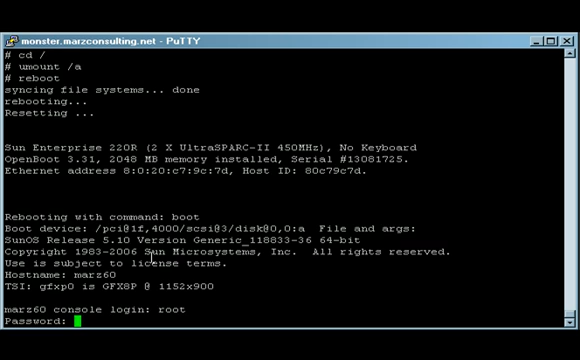 monster.marzconsulting.net - PuTTY
# cd /
# umount /a
# reboot
syncing file systems... done
rebooting...
Resetting ...
Sun Enterprise 220R (2 X UltraSPARC-II 450MHz), No Keyboard
OpenBoot 3.31, 2048 MB memory installed, Serial #13081725.
Ethernet address 8:0:20:c7:9c:7d, Host ID: 80c79c7d.
Rebooting with command: boot
Boot device: /pci@1f,4000/scsi@3/disk@0,0:a  File and args:
SunOS Release 5.10 Version Generic_118833-36 64-bit
Copyright 1983-2006 Sun Microsystems, Inc.  All rights reserved.
Use is subject to license terms.
Hostname: marz60
TSI: gfxp0 is GFX8P @ 1152x900
marz60 console login: root
Password: